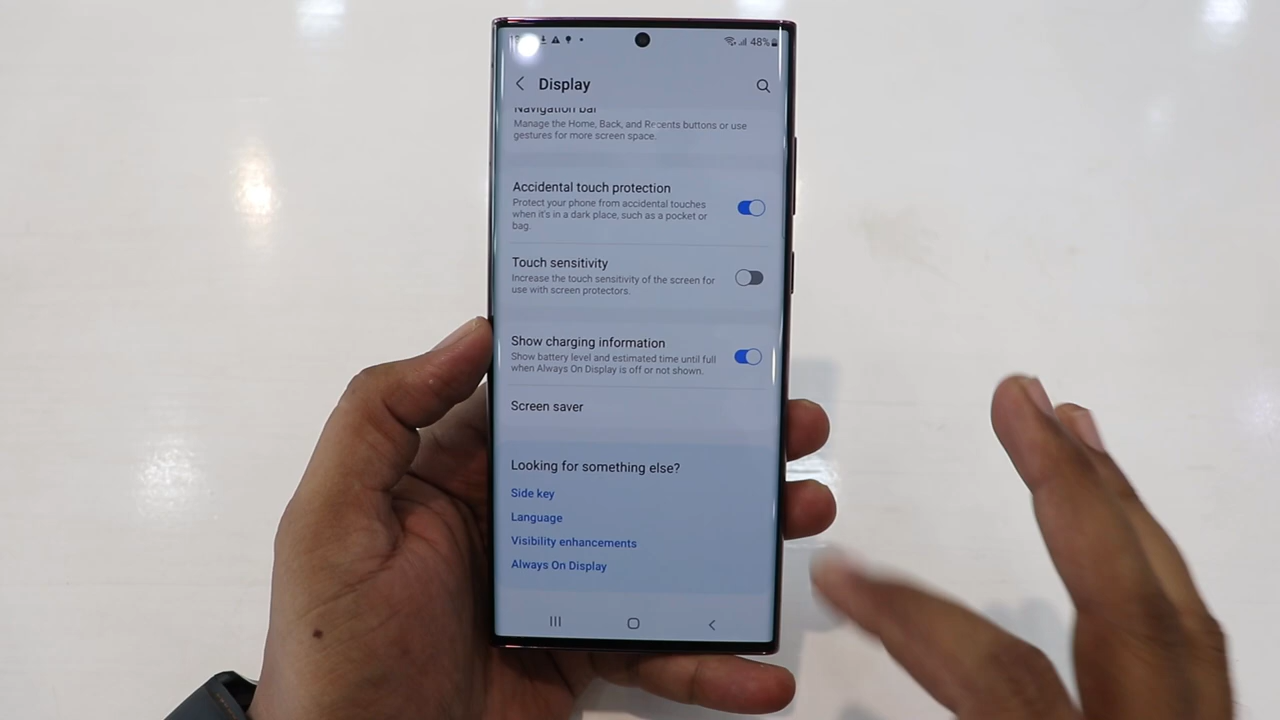 48%
Display
Navigation bar
Manage the Home, Back, and Recents buttons or use
gestures for more screen space.
Accidental touch protection
Protect your phone from accidental touches
when it's in a dark place, such as a pocket or
bag.
Touch sensitivity
Increase the touch sensitivity of the screen for
use with screen protectors.
Show charging information
Show battery level and estimated time until full
when Always On Display is off or not shown.
Screen saver
Looking for something else?
Side key
Language
Visibility enhancements
Always On Display